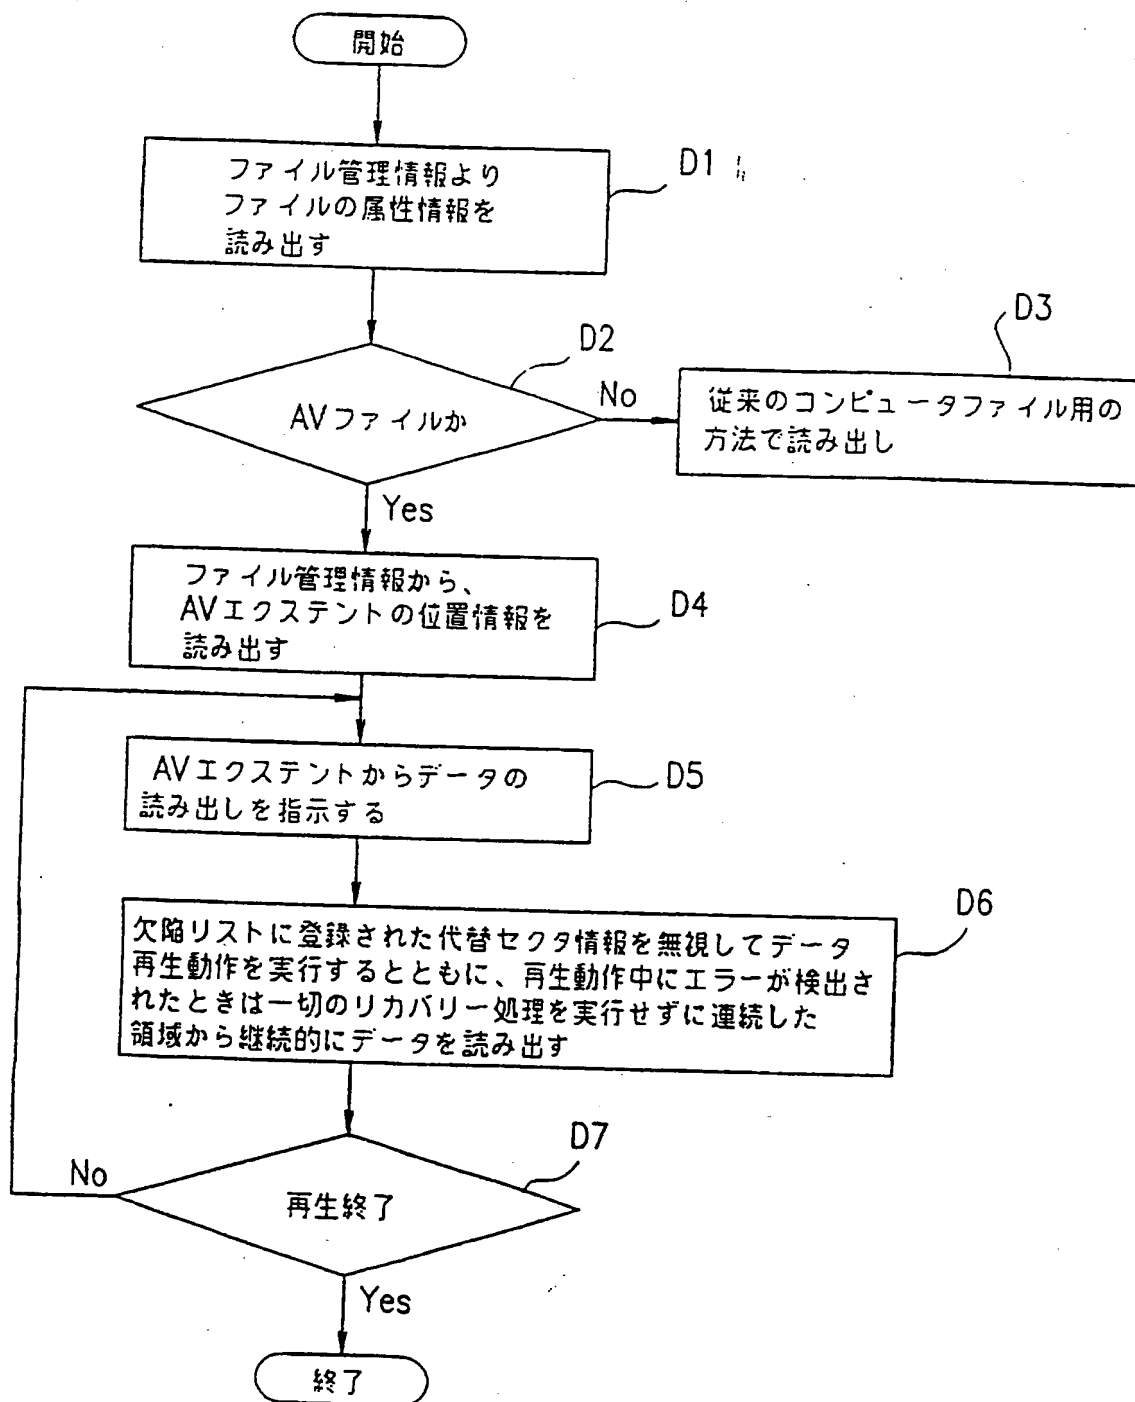 開始
ファイル管理情報より
ファイルの属性情報を
読み出す
D1
D2
AVファイルか
No
D3
従来のコンピュータファイル用の
方法で読み出し
Yes
ファイル管理情報から、
AVエクステントの位置情報を
読み出す
D4
AVエクステントからデータの
読み出しを指示する
D5
欠陥リストに登録された代替セクタ情報を無視してデータ
再生動作を実行するとともに、再生動作中にエラーが検出さ
れたときは一切のリカバリー処理を実行せずに連続した
領域から継続的にデータを読み出す
D6
D7
No
再生終了
Yes
終了